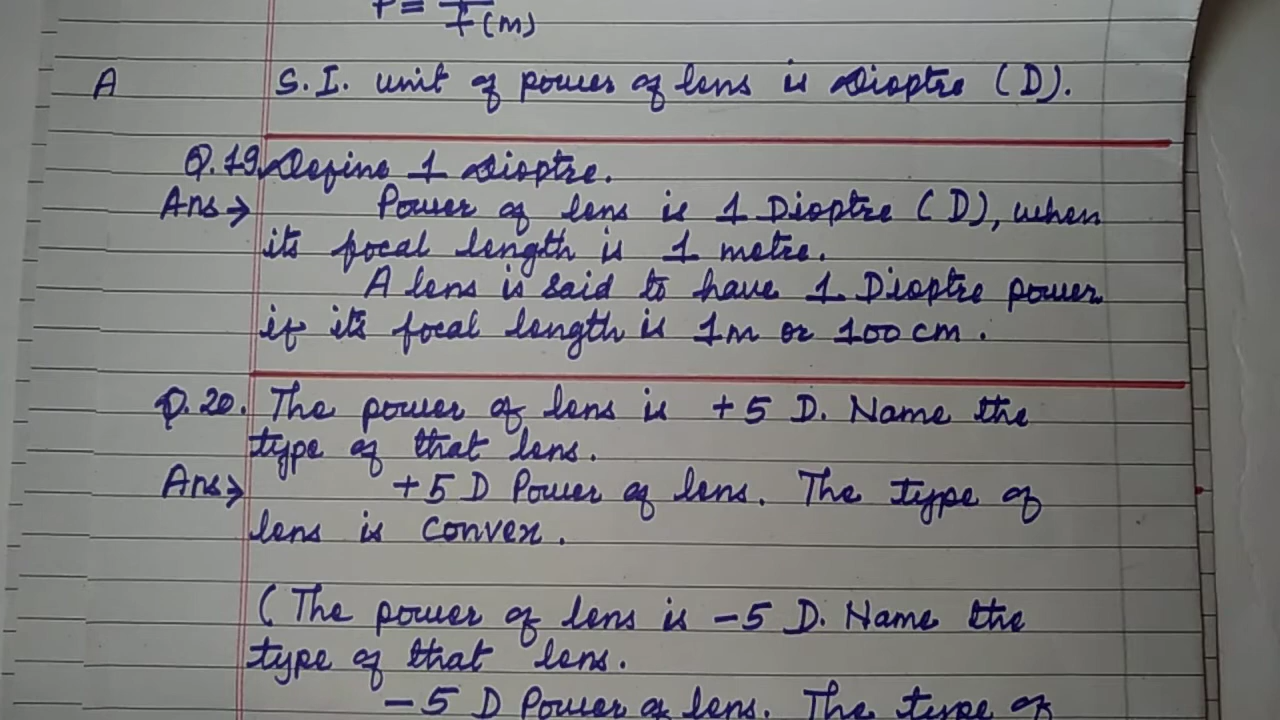 P = f (m)
A S.I. unit of power of lens is Dioptre (D).
Q.19. Define 1 Dioptre.
Ans → Power of lens is 1 Dioptre (D), when
its focal length is 1 metre.
A lens is said to have 1 Dioptre power
if its focal length is 1m or 100 cm.
Q.20. The power of lens is +5 D. Name the
type of that lens.
Ans → +5 D Power of lens. The type of
lens is convex.
(The power of lens is -5 D. Name the
type of that lens.
-5 D Power of lens. The type of